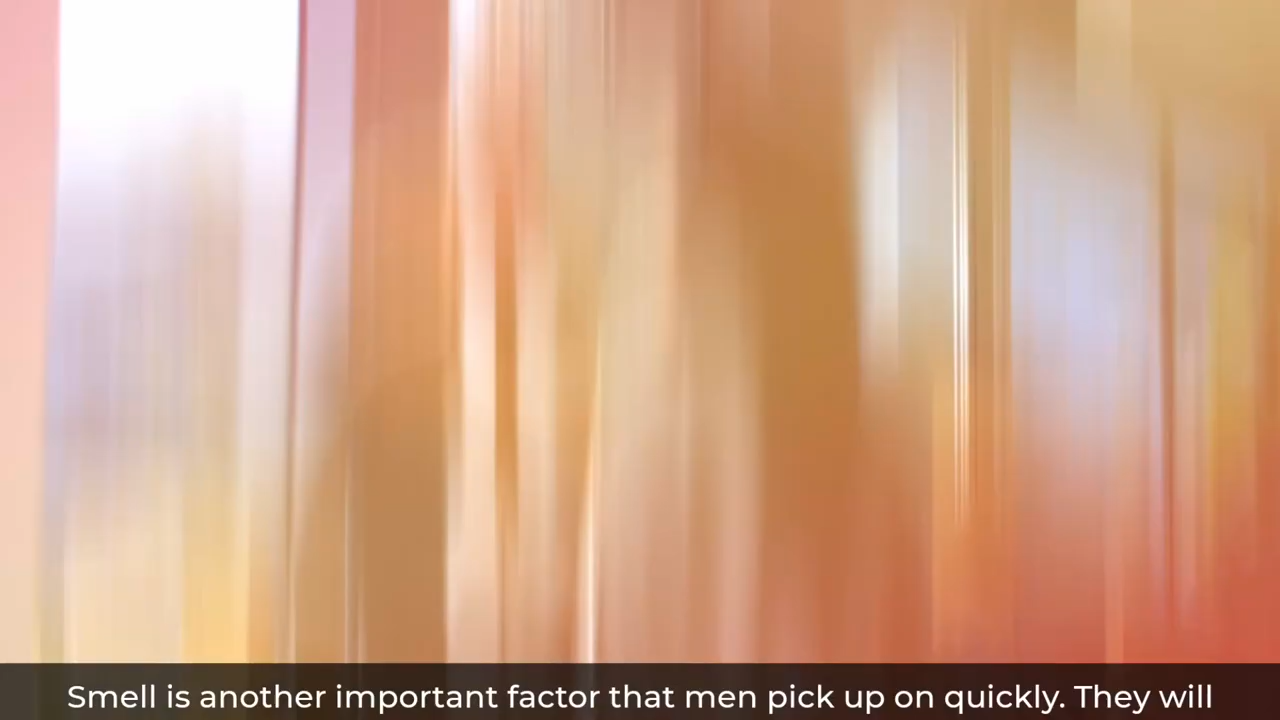 Smell is another important factor that men pick up on quickly. They will